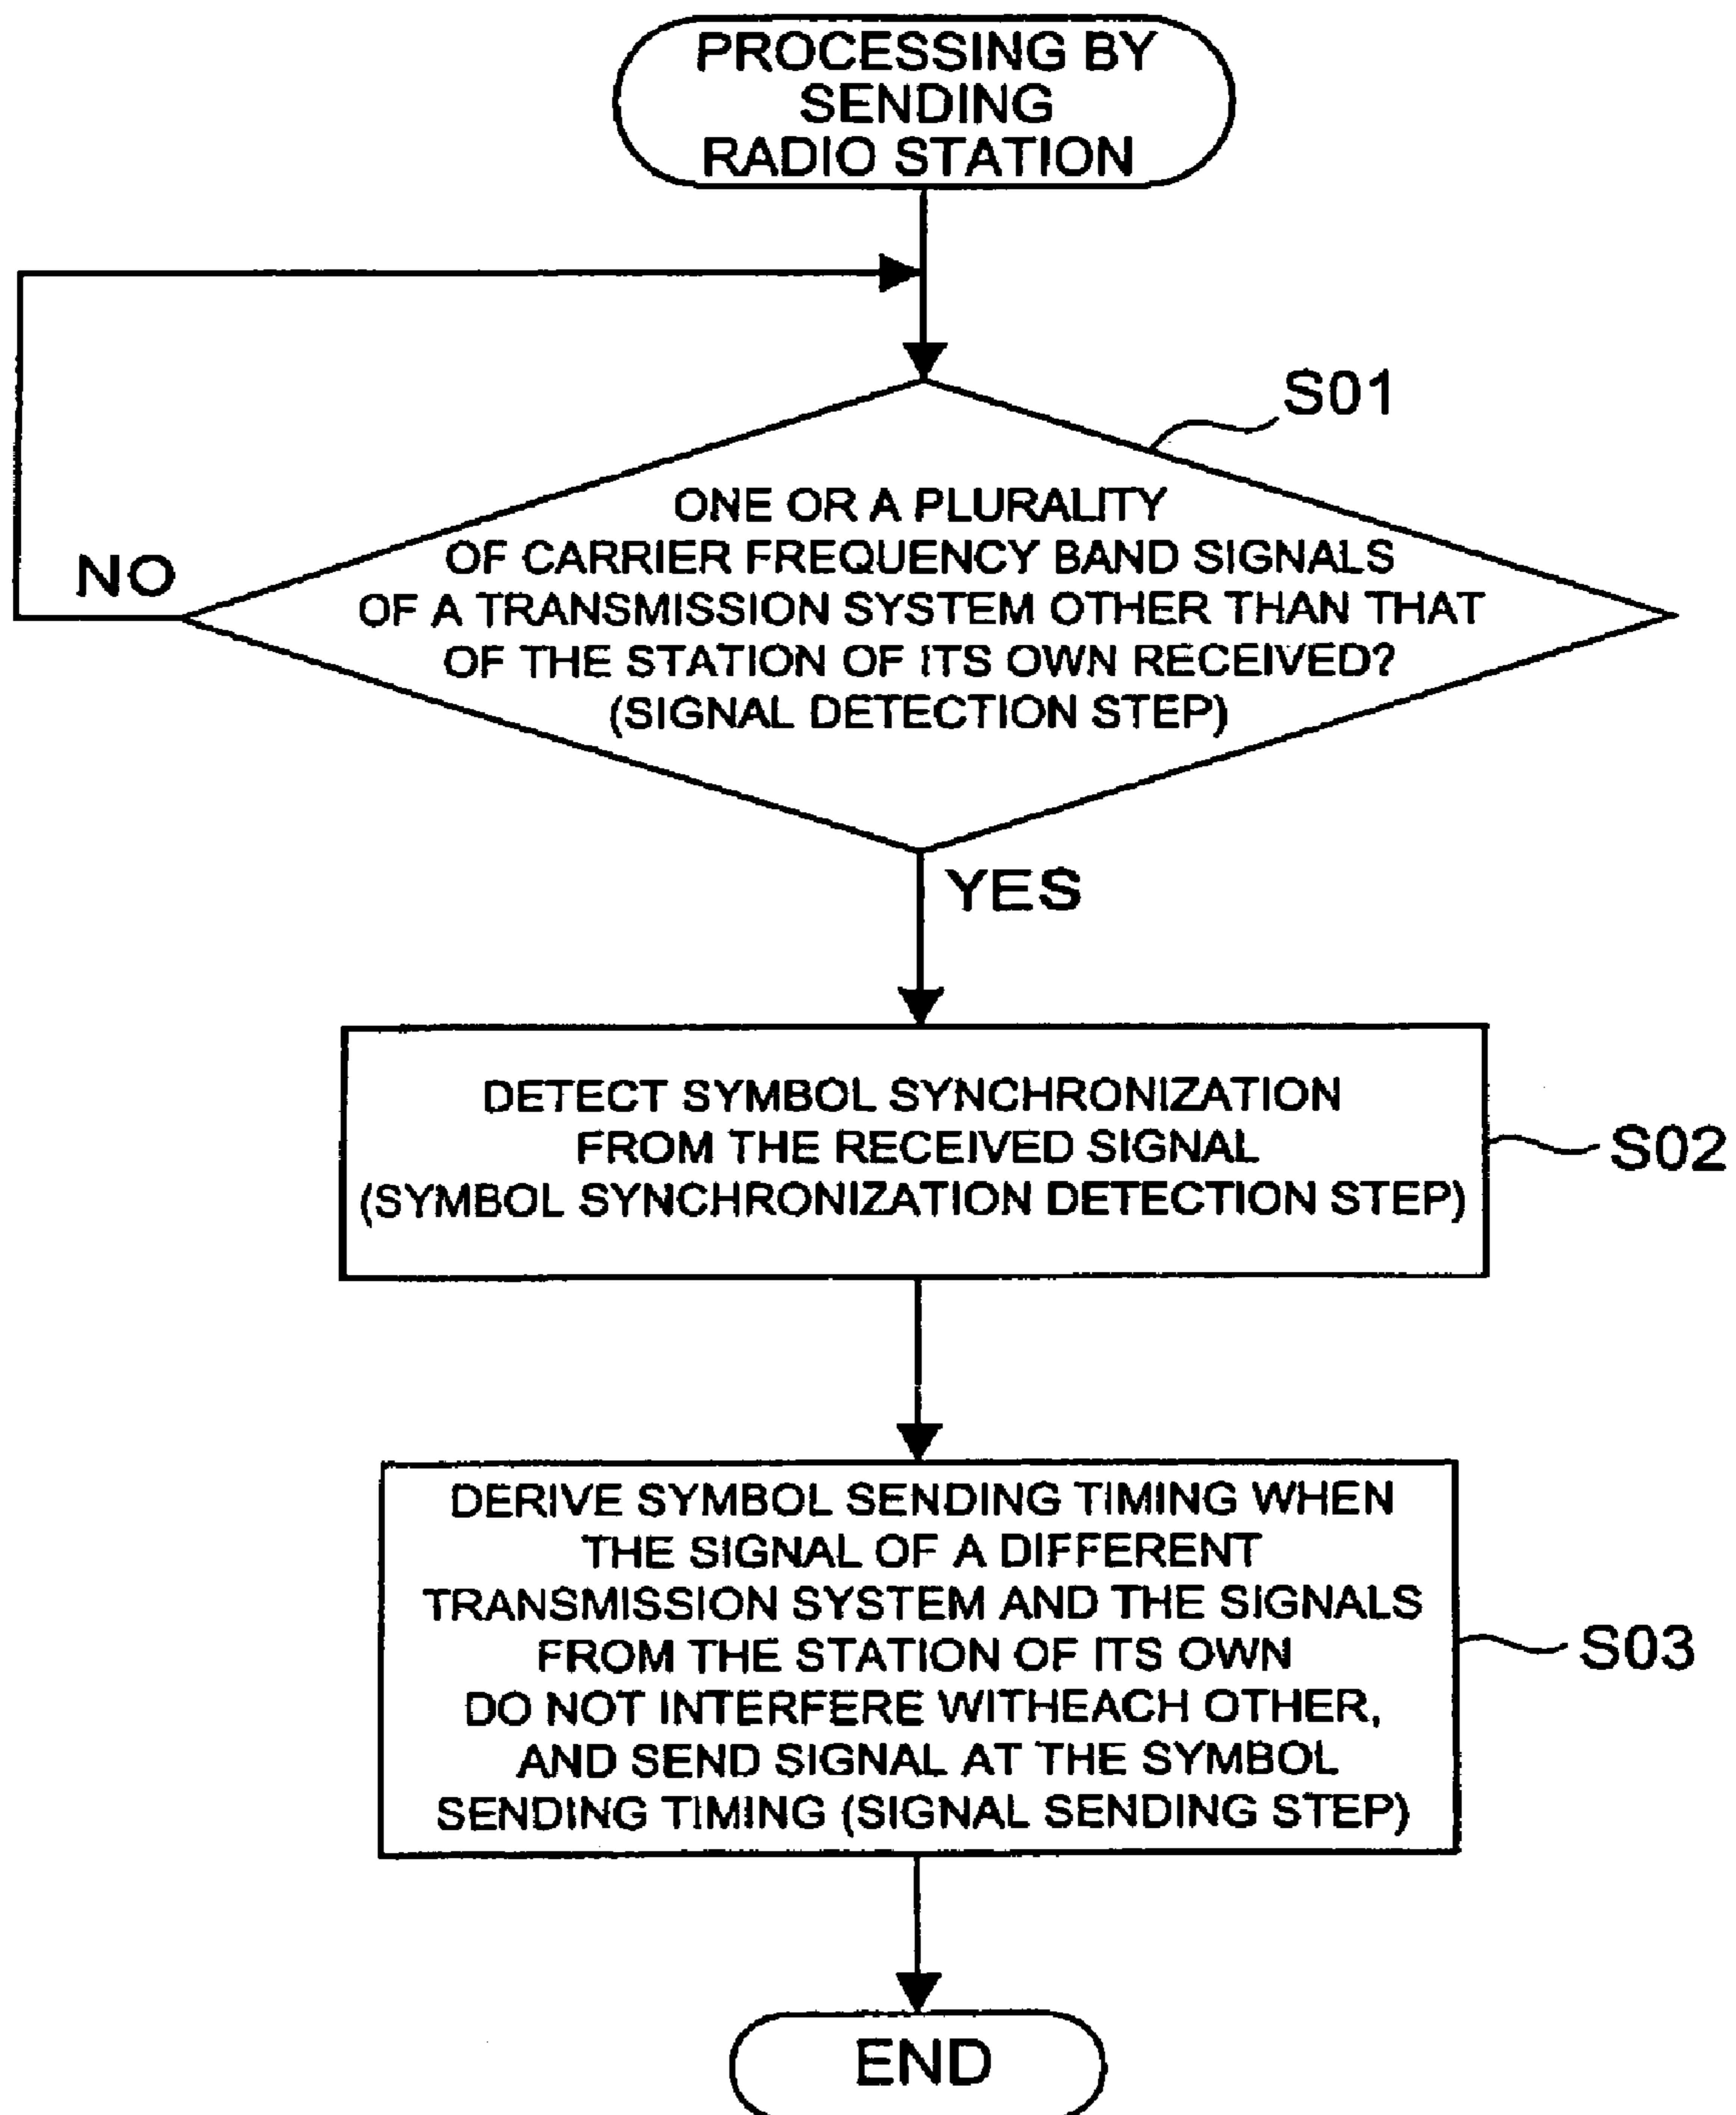 PROCESSING BY
SENDING
RADIO STATION
S01
ONE OR A PLURALITY
OF CARRIER FREQUENCY BAND SIGNALS
OF A TRANSMISSION SYSTEM OTHER THAN THAT
OF THE STATION OF ITS OWN RECEIVED?
(SIGNAL DETECTION STEP)
NO
YES
DETECT SYMBOL SYNCHRONIZATION
FROM THE RECEIVED SIGNAL
(SYMBOL SYNCHRONIZATION DETECTION STEP)
S02
DERIVE SYMBOL SENDING TIMING WHEN
THE SIGNAL OF A DIFFERENT
TRANSMISSION SYSTEM AND THE SIGNALS
FROM THE STATION OF ITS OWN
DO NOT INTERFERE WITHEACH OTHER,
AND SEND SIGNAL AT THE SYMBOL
SENDING TIMING (SIGNAL SENDING STEP)
S03
END